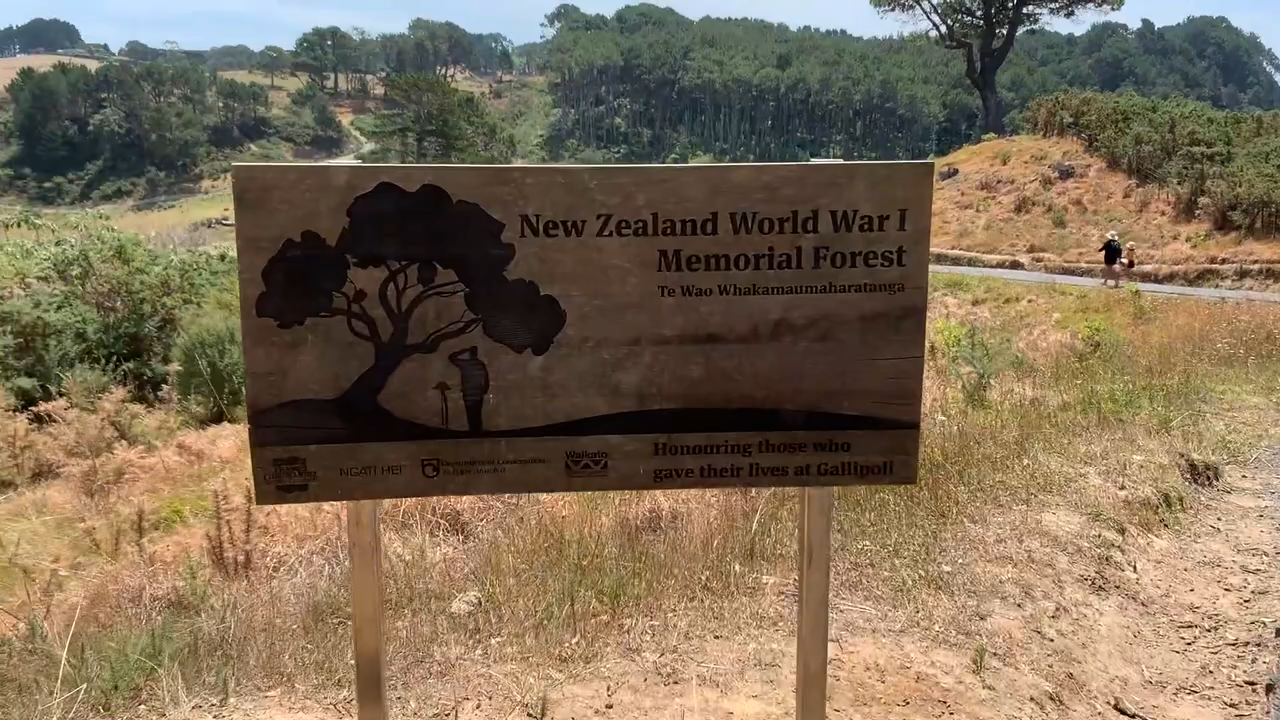 New Zealand World War I
Memorial Forest
Te Wao Whakamaumaharatanga
Honouring those who
gave their lives at Gallipoli
NGATI HEI
Waikato